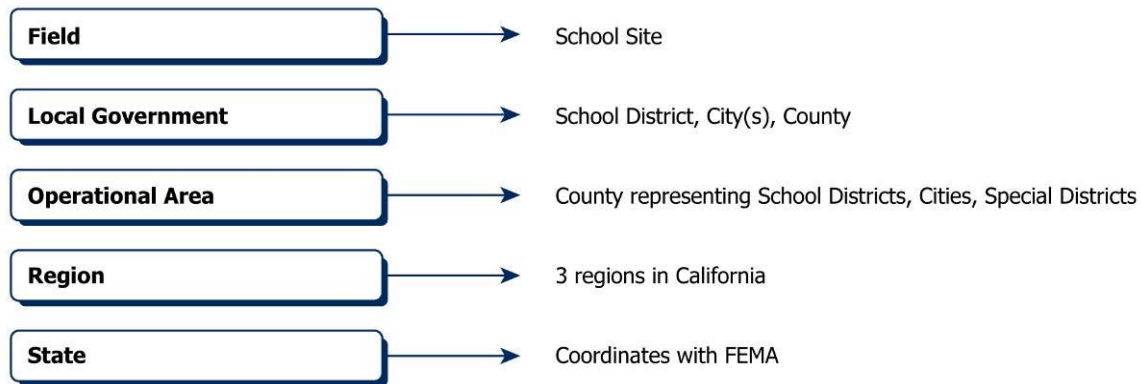 Field School Site
Local Government School District, City(s), County
Operational Area County representing School Districts, Cities, Special Districts
Region 3 regions in California
State Coordinates with FEMA